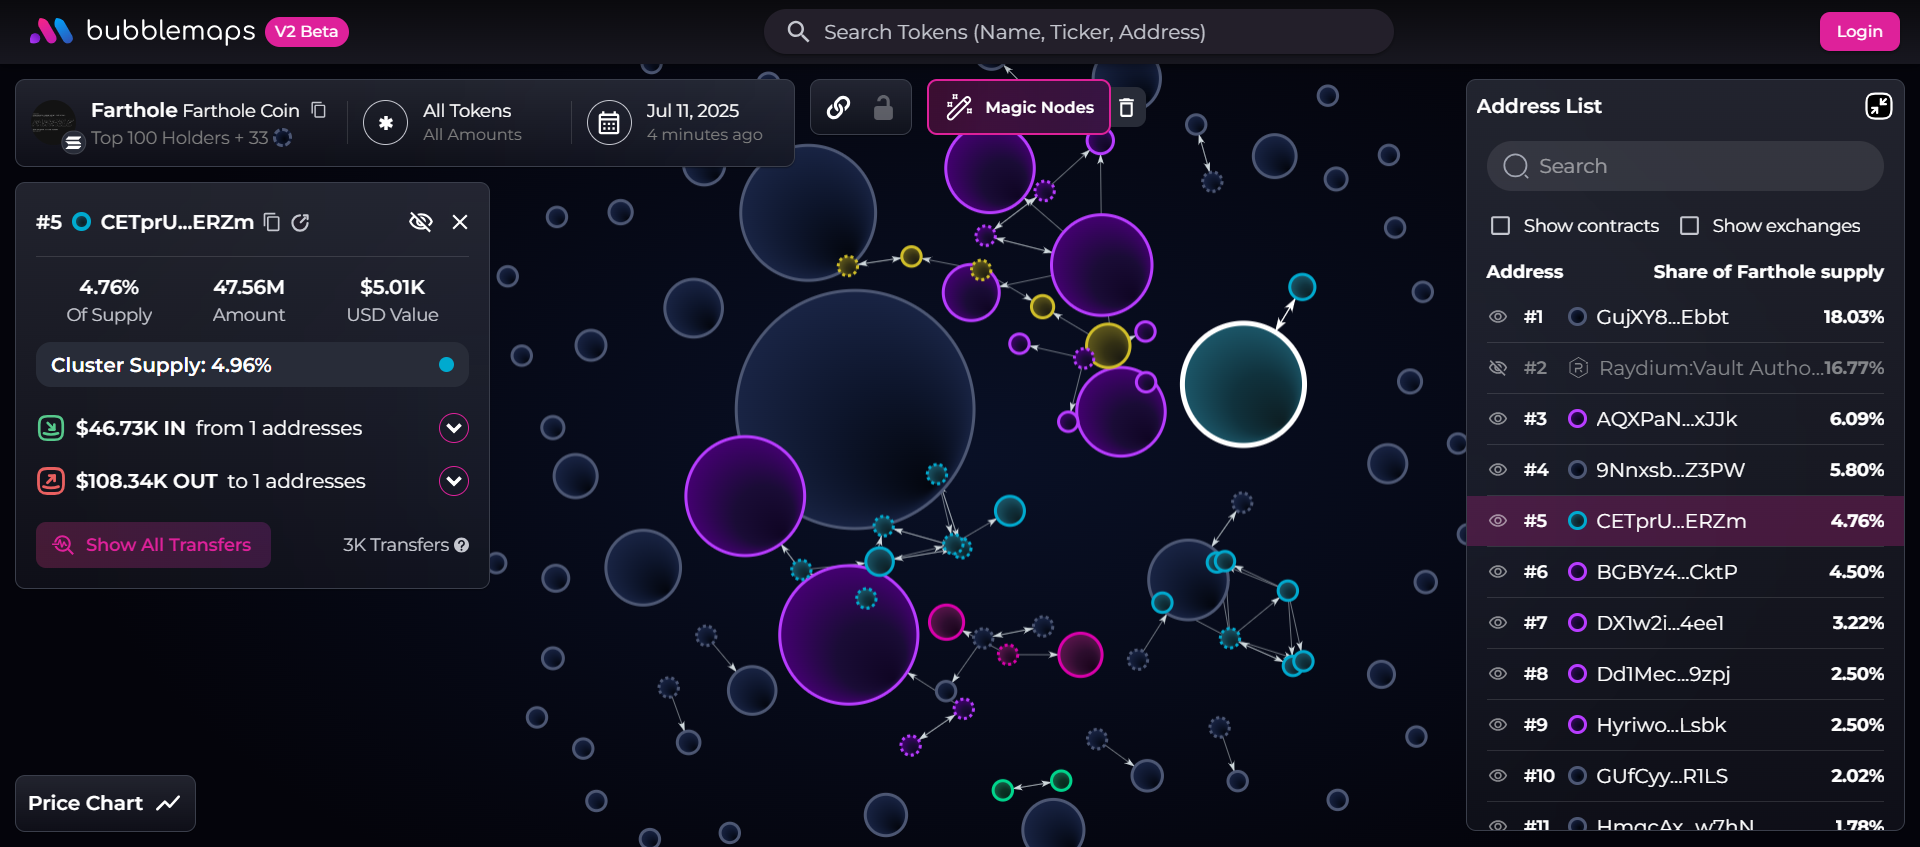 bubblemaps V2 Beta
Search Tokens (Name, Ticker, Address)
Login
Farthole Farthole Coin
Top 100 Holders + 33
All Tokens
All Amounts
Jul 11, 2025
4 minutes ago
Magic Nodes
#5 CETprU...ERZm
4.76% 47.56M $5.01K
Of Supply Amount USD Value
Cluster Supply: 4.96%
$46.73K IN from 1 addresses
$108.34K OUT to 1 addresses
Show All Transfers 3K Transfers
Price Chart
Address List
Search
Show contracts Show exchanges
Address Share of Farthole supply
#1 GujXY8...Ebbt 18.03%
#2 Raydium:Vault Autho...16.77%
#3 AQXPaN...xJJk 6.09%
#4 9Nnxsb...Z3PW 5.80%
#5 CETprU...ERZm 4.76%
#6 BGBYz4...CktP 4.50%
#7 DX1w2i...4ee1 3.22%
#8 Dd1Mec...9zpj 2.50%
#9 Hyriwo...Lsbk 2.50%
#10 GUfCyy...R1LS 2.02%
#11 1.78%